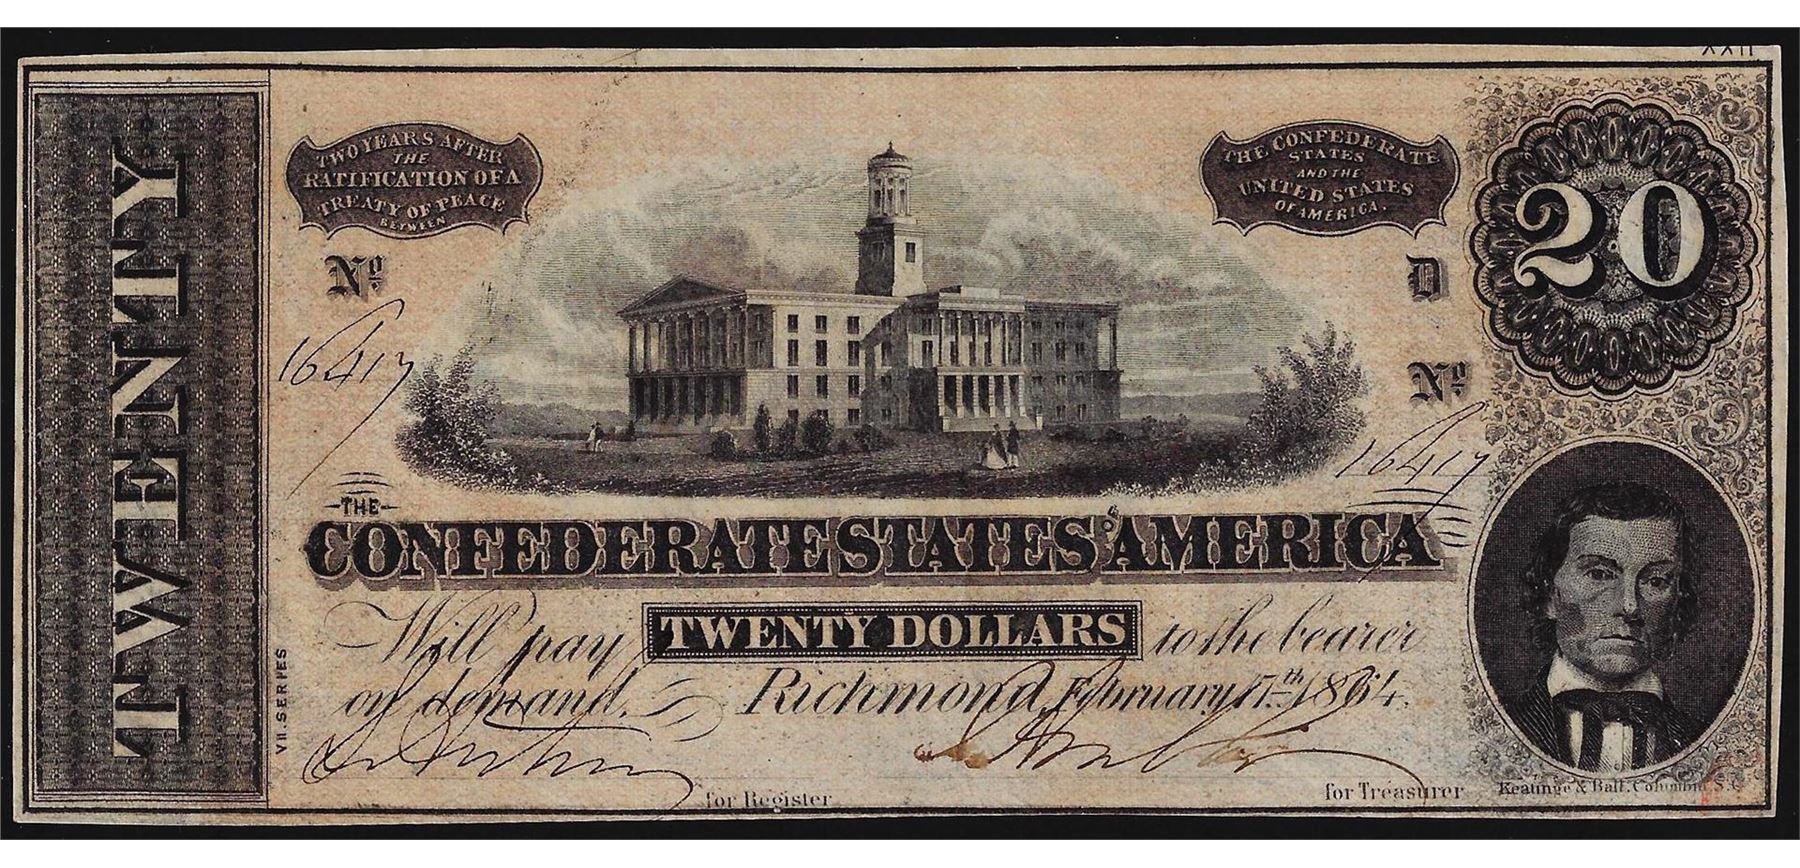 XXII
TWENTY
TWO YEARS AFTER
THE
RATIFICATION OF A
TREATY OF PEACE
BETWEEN
THE CONFEDERATE
STATES
AND THE
UNITED STATES
OF AMERICA.
20
No
D
16417
No
16417
THE
CONFEDERATE STATES OF AMERICA
Will pay TWENTY DOLLARS to the bearer
on demand. Richmond, February 17th 1864.
VII. SERIES
for Register
for Treasurer
Keatinge & Ball. Columbia S.C.